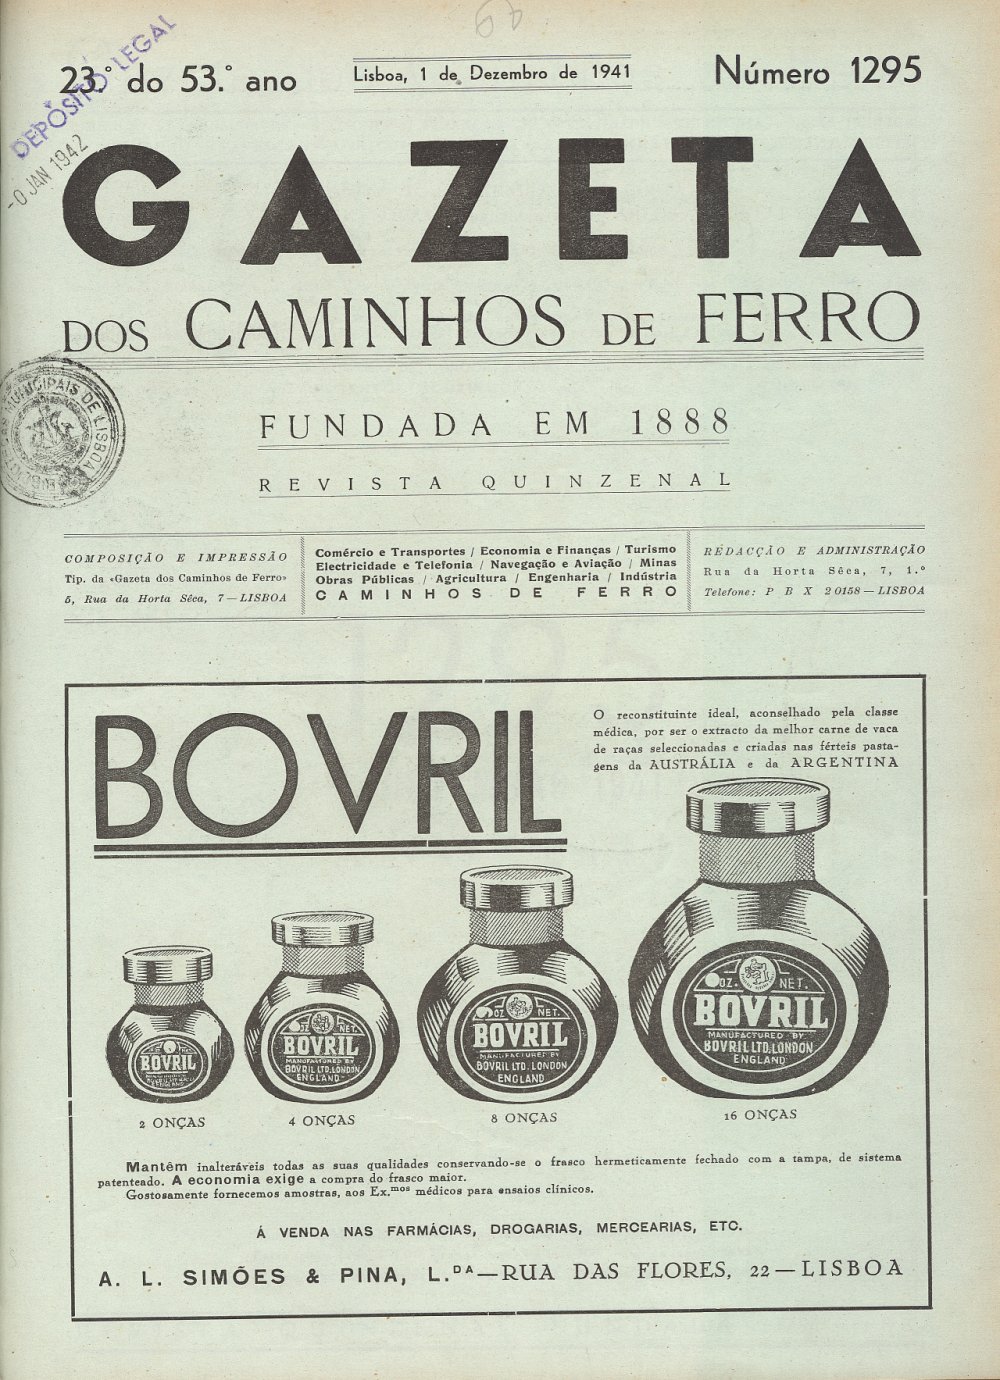 23.º do 53.º ano
Lisboa, 1 de Dezembro de 1941
Número 1295
DEPÓSITO LEGAL
JAN 1942
GAZETA
DOS CAMINHOS DE FERRO
MUNICIPAIS DE LISBOA
FUNDADA EM 1888
REVISTA QUINZENAL
COMPOSIÇÃO E IMPRESSÃO
Tip. da «Gazeta dos Caminhos de Ferro»
5, Rua da Horta Sêca, 7 — LISBOA
Comércio e Transportes / Economia e Finanças / Turismo
Electricidade e Telefonia / Navegação e Aviação / Minas
Obras Públicas / Agricultura / Engenharia / Indústria
CAMINHOS DE FERRO
REDACÇÃO E ADMINISTRAÇÃO
Rua da Horta Sêca, 7, 1.º
Telefone: P B X 20158 — LISBOA
BOVRIL
O reconstituinte ideal, aconselhado pela classe
médica, por ser o extracto da melhor carne de vaca
de raças seleccionadas e criadas nas férteis pasta-
gens da AUSTRÁLIA e da ARGENTINA
BOVRIL
OZ. NET.
BOVRIL
MANUFACTURED BY
BOVRIL LTD. LONDON
ENGLAND
OZ. NET.
BOVRIL
MANUFACTURED BY
BOVRIL LTD. LONDON
ENGLAND
OZ. NET.
BOVRIL
MANUFACTURED BY
BOVRIL LTD. LONDON
ENGLAND
2 ONÇAS
4 ONÇAS
8 ONÇAS
16 ONÇAS
Mantêm inalteráveis todas as suas qualidades conservando-se o frasco hermeticamente fechado com a tampa, de sistema
patenteado. A economia exige a compra do frasco maior.
Gostosamente fornecemos amostras, aos Ex.mos médicos para ensaios clínicos.
Á VENDA NAS FARMÁCIAS, DROGARIAS, MERCEARIAS, ETC.
A. L. SIMÕES & PINA, L.DA — RUA DAS FLORES, 22 — LISBOA